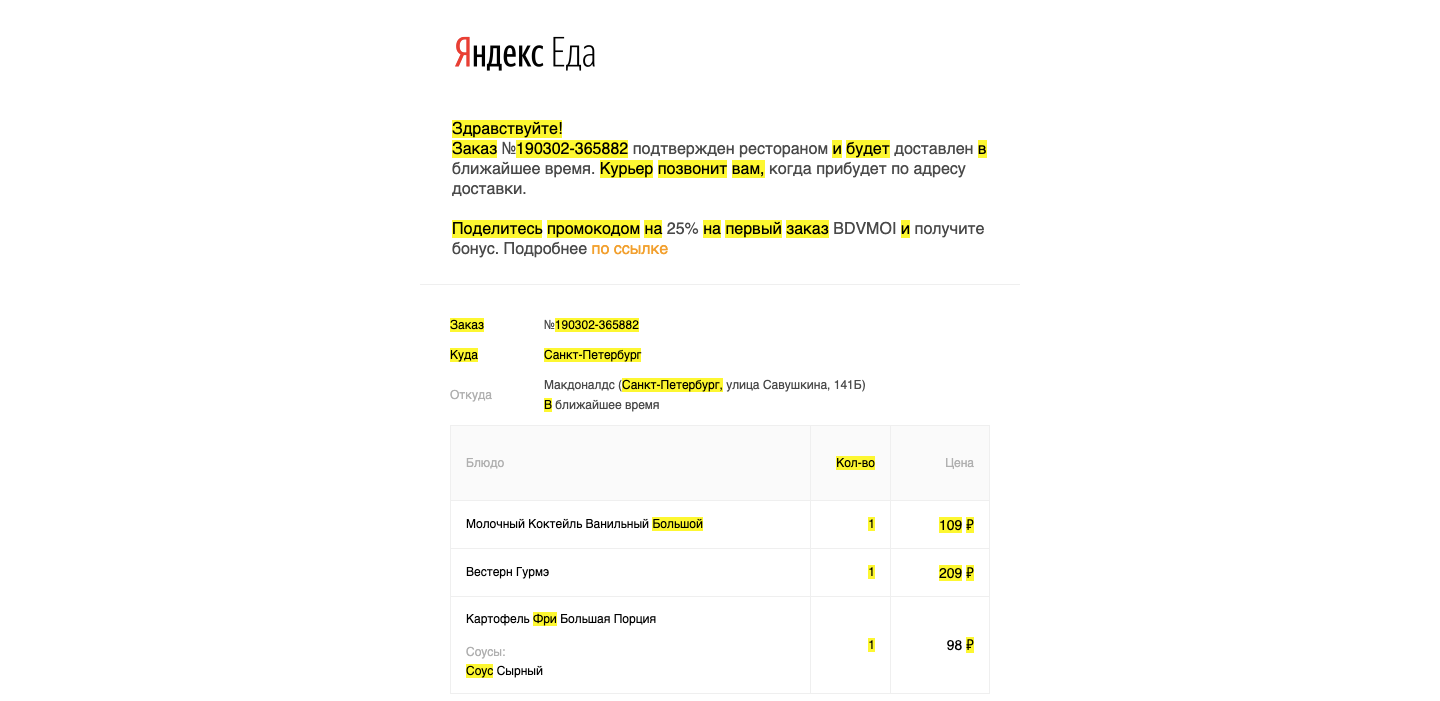 Яндекс Еда
Здравствуйте!
Заказ №190302-365882 подтвержден рестораном и будет доставлен в
ближайшее время. Курьер позвонит вам, когда прибудет по адресу
доставки.
Поделитесь промокодом на 25% на первый заказ BDVMOI и получите
бонус. Подробнее по ссылке
Заказ №190302-365882
Куда Санкт-Петербург
Откуда Макдоналдс (Санкт-Петербург, улица Савушкина, 141Б)
В ближайшее время
Блюдо Кол-во Цена
Молочный Коктейль Ванильный Большой 1 109 ₽
Вестерн Гурмэ 1 209 ₽
Картофель Фри Большая Порция 1 98 ₽
Соусы:
Соус Сырный